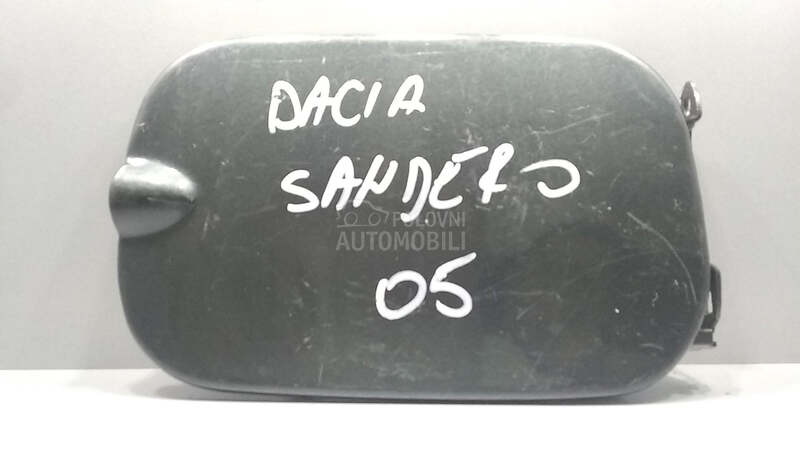 DACIA
SANDERO
POLOVNI
AUTOMOBILI
05